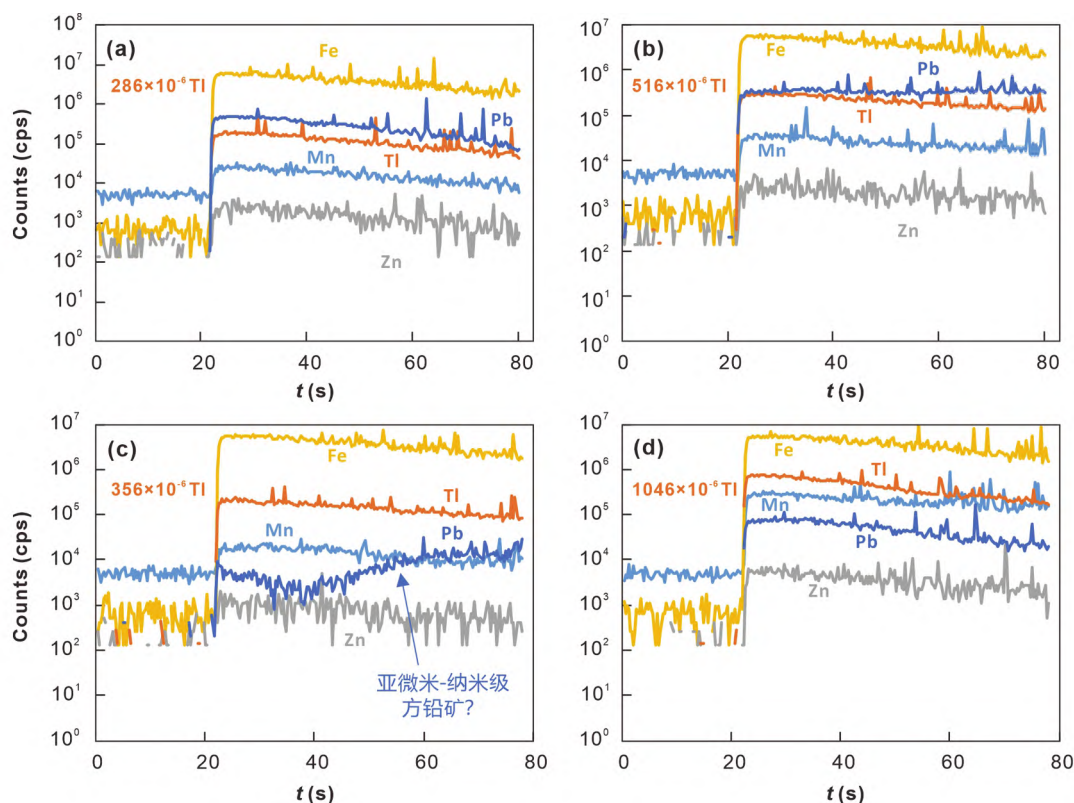 (a)
286×10⁻⁶ Tl
Fe
Pb
Tl
Mn
Zn
Counts (cps)
10⁸
10⁷
10⁶
10⁵
10⁴
10³
10²
10¹
10⁰
0 20 40 60 80
t (s)
(b)
516×10⁻⁶ Tl
Fe
Pb
Tl
Mn
Zn
10⁷
10⁶
10⁵
10⁴
10³
10²
10¹
10⁰
0 20 40 60 80
t (s)
(c)
356×10⁻⁶ Tl
Fe
Tl
Mn
Pb
Zn
亚微米-纳米级
方铅矿?
Counts (cps)
10⁷
10⁶
10⁵
10⁴
10³
10²
10¹
10⁰
0 20 40 60 80
t (s)
(d)
1046×10⁻⁶ Tl
Fe
Tl
Mn
Pb
Zn
10⁷
10⁶
10⁵
10⁴
10³
10²
10¹
10⁰
0 20 40 60 80
t (s)